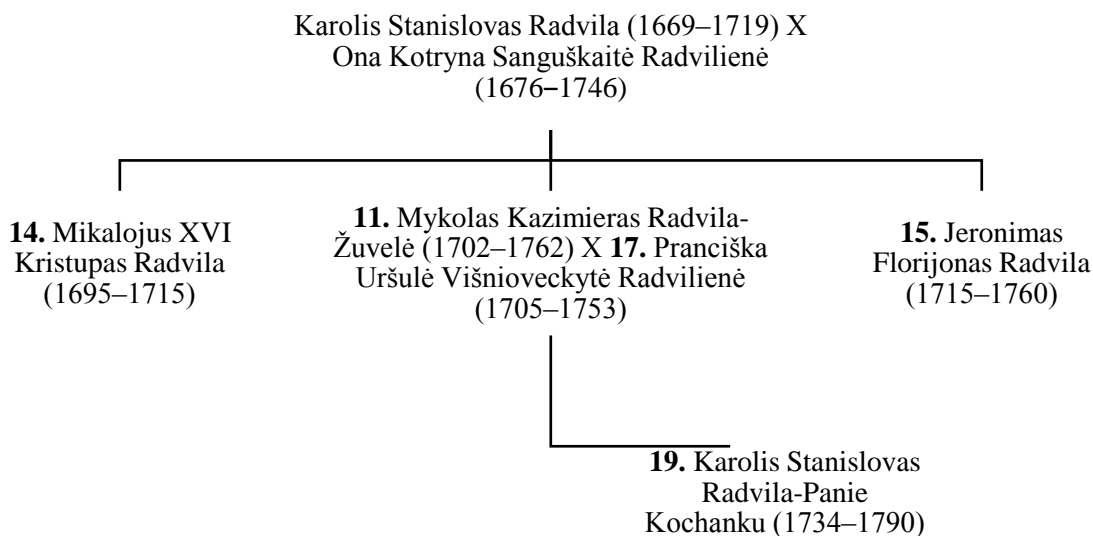 Karolis Stanislovas Radvila (1669–1719) X
Ona Kotryna Sanguškaitė Radvilienė
(1676–1746)
14. Mikalojus XVI
Kristupas Radvila
(1695–1715)
11. Mykolas Kazimieras Radvila-
Žuvelė (1702–1762) X 17. Pranciška
Uršulė Višnioveckytė Radvilienė
(1705–1753)
15. Jeronimas
Florijonas Radvila
(1715–1760)
19. Karolis Stanislovas
Radvila-Panie
Kochanku (1734–1790)